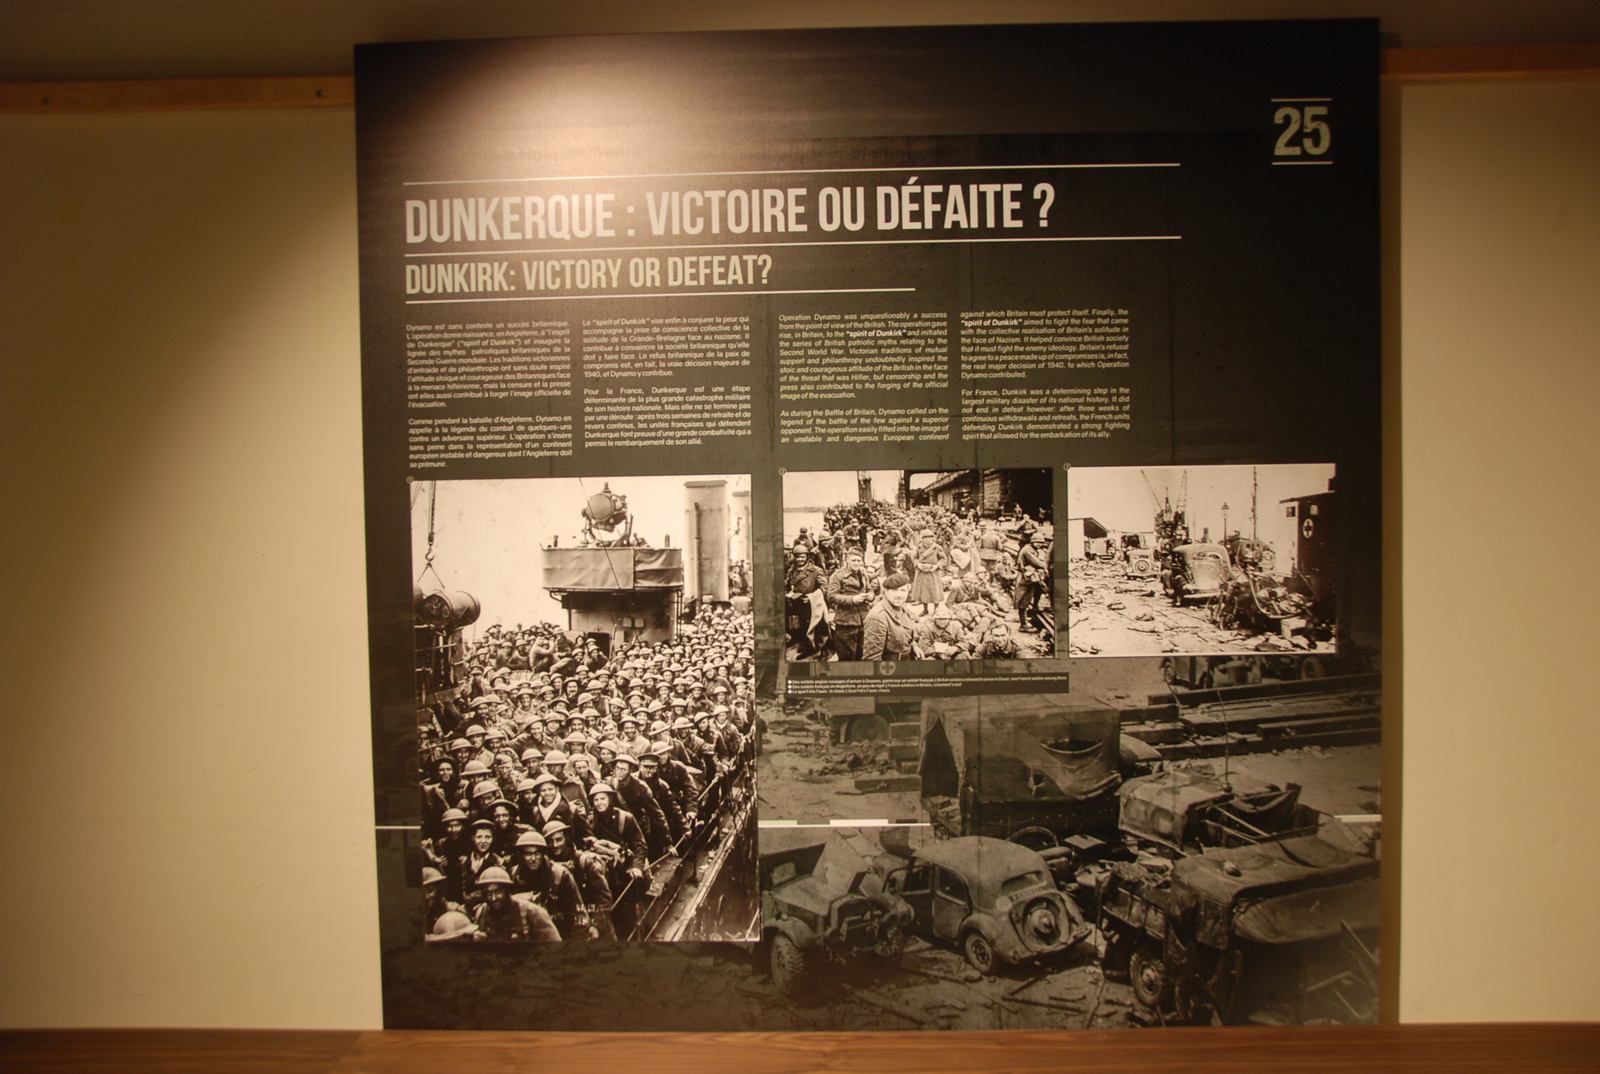 25
DUNKERQUE : VICTOIRE OU DÉFAITE ?
DUNKIRK: VICTORY OR DEFEAT?
Dynamo est sans conteste un succès britannique.
L'opération donne naissance, en Angleterre, à "l'esprit
de Dunkerque" ("spirit of Dunkirk") et inaugure la
lignée des mythes patriotiques britanniques de la
Seconde Guerre mondiale. Les traditions victoriennes
d'entraide et de philanthropie ont sans doute inspiré
l'attitude stoïque et courageuse des Britanniques face
à la menace hitlérienne, mais la censure et la presse
ont elles aussi contribué à forger l'image officielle de
l'évacuation.
Comme pendant la bataille d'Angleterre, Dynamo en
appelle à la légende du combat de quelques-uns
contre un adversaire supérieur. L'opération s'insère
sans peine dans la représentation d'un continent
européen instable et dangereux dont l'Angleterre doit
se prémunir.
Le "spirit of Dunkirk" vise enfin à conjurer la peur qui
accompagne la prise de conscience collective de la
solitude de la Grande-Bretagne face au nazisme. Il
contribue à convaincre la société britannique qu'elle
doit y faire face. Le refus britannique de la paix de
compromis est, en fait, la vraie décision majeure de
1940, et Dynamo y contribue.
Pour la France, Dunkerque est une étape
déterminante de la plus grande catastrophe militaire
de son histoire nationale. Mais elle ne se termine pas
par une déroute : après trois semaines de retraite et de
revers continus, les unités françaises qui défendent
Dunkerque font preuve d'une grande combativité qui a
permis le rembarquement de son allié.
Operation Dynamo was unquestionably a success
from the point of view of the British. The operation gave
rise, in Britain, to the "spirit of Dunkirk" and initiated
the series of British patriotic myths relating to the
Second World War. Victorian traditions of mutual
support and philanthropy undoubtedly inspired the
stoic and courageous attitude of the British in the face
of the threat that was Hitler, but censorship and the
press also contributed to the forging of the official
image of the evacuation.
As during the Battle of Britain, Dynamo called on the
legend of the battle of the few against a superior
opponent. The operation easily fitted into the image of
an unstable and dangerous European continent
against which Britain must protect itself. Finally, the
"spirit of Dunkirk" aimed to fight the fear that came
with the collective realisation of Britain's solitude in
the face of Nazism. It helped convince British society
that it must fight the enemy ideology. Britain's refusal
to agree to a peace made up of compromises is, in fact,
the real major decision of 1940, to which Operation
Dynamo contributed.
For France, Dunkirk was a determining step in the
largest military disaster of its national history. It did
not end in defeat however: after three weeks of
continuous withdrawals and retreats, the French units
defending Dunkirk demonstrated a strong fighting
spirit that allowed for the embarkation of its ally.